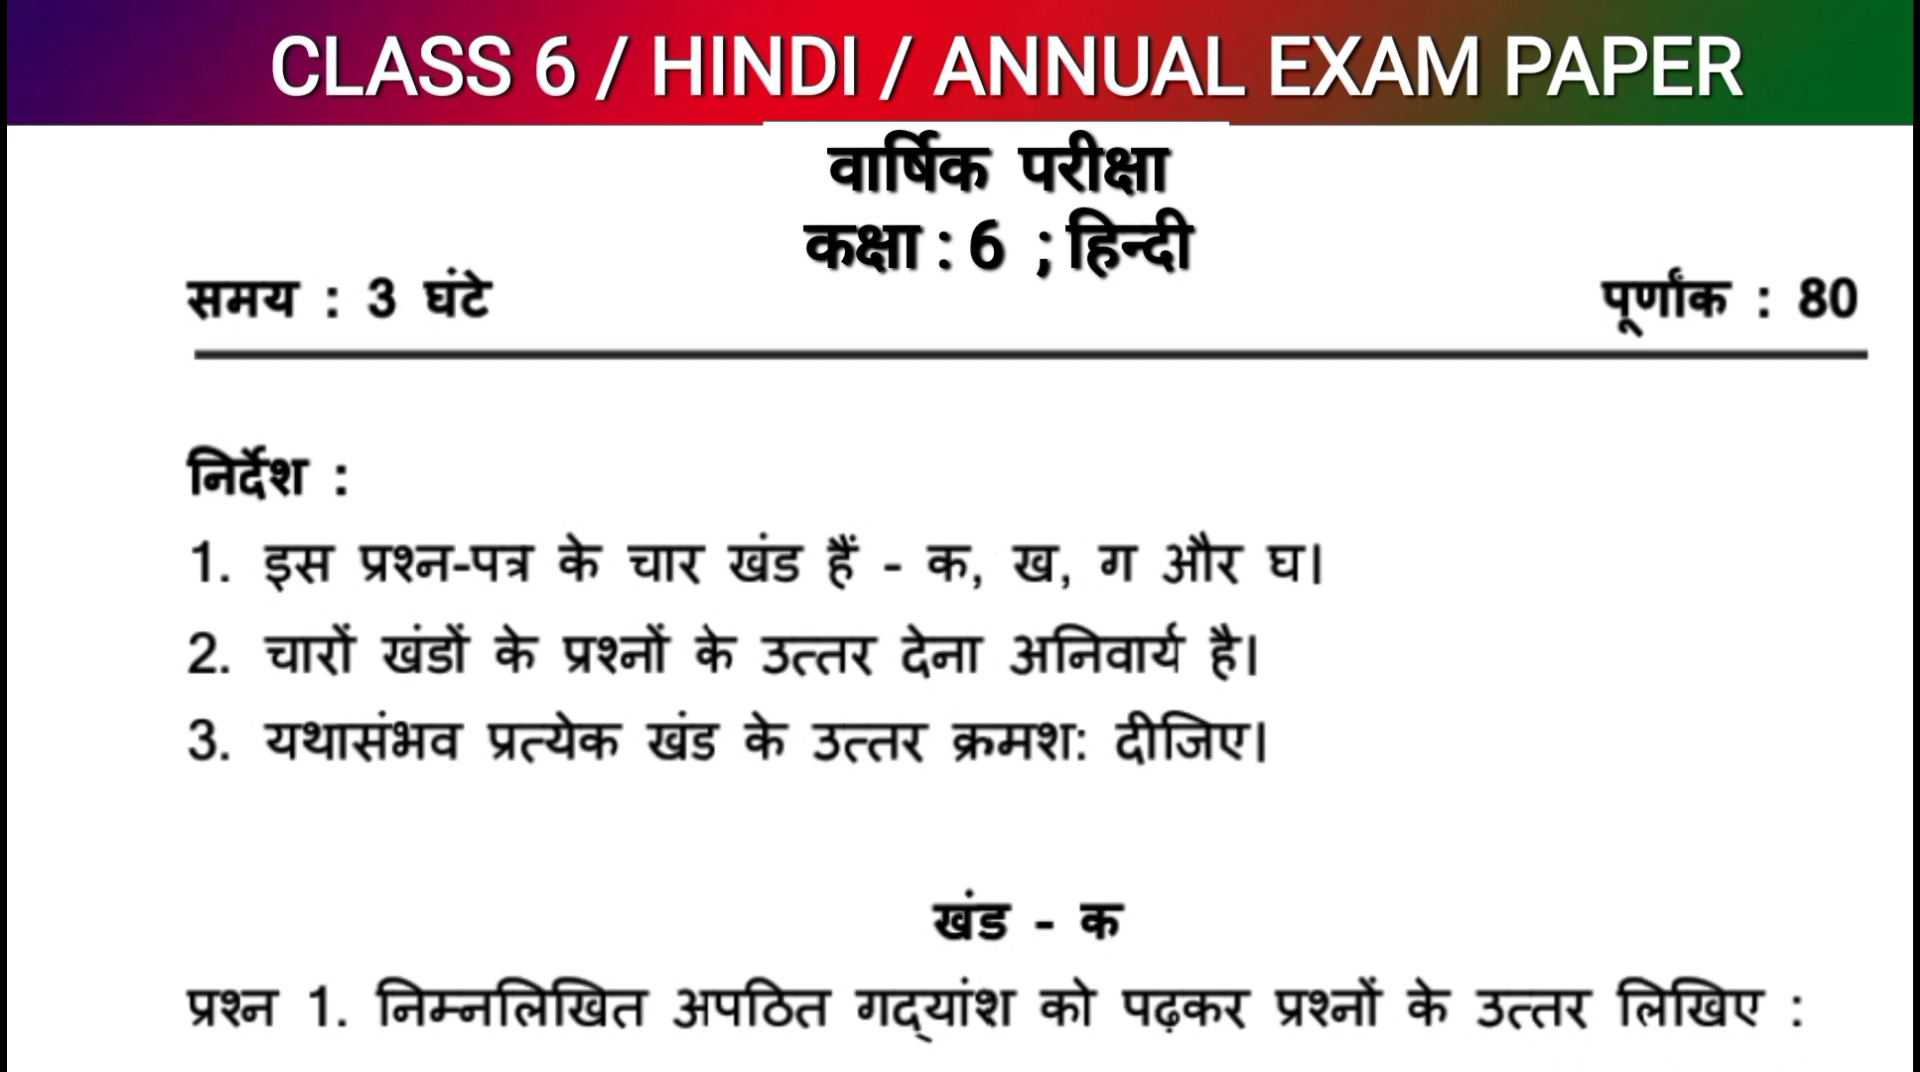 CLASS 6 / HINDI / ANNUAL EXAM PAPER
वार्षिक परीक्षा
कक्षा : 6 ; हिन्दी
समय : 3 घंटे पूर्णांक : 80
निर्देश :
1. इस प्रश्न-पत्र के चार खंड हैं - क, ख, ग और घ।
2. चारों खंडों के प्रश्नों के उत्तर देना अनिवार्य है।
3. यथासंभव प्रत्येक खंड के उत्तर क्रमश: दीजिए।
खंड - क
प्रश्न 1. निम्नलिखित अपठित गद्‌यांश को पढ़कर प्रश्नों के उत्तर लिखिए :